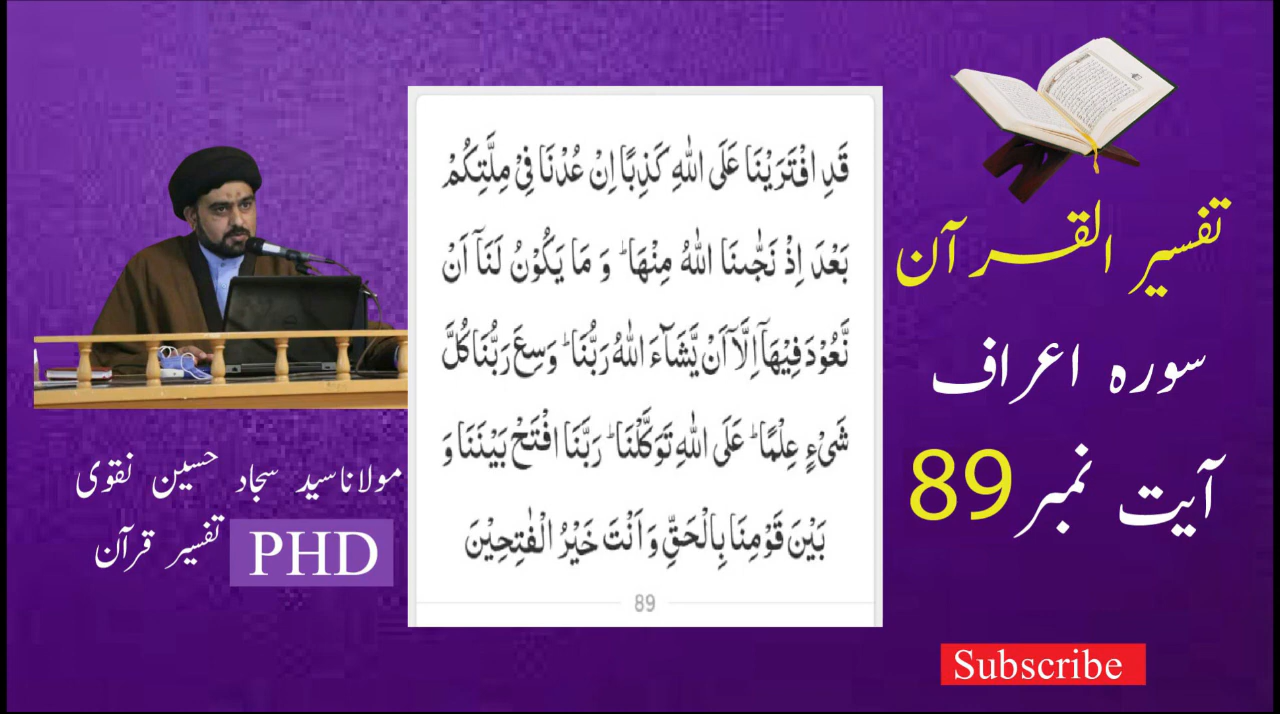 تفسیر القرآن
سورہ اعراف
آیت نمبر 89
قَدِ افْتَرَیْنَا عَلَی اللّٰهِ كَذِبًا اِنْ عُدْنَا فِیْ مِلَّتِكُمْ
بَعْدَ اِذْ نَجّٰىنَا اللّٰهُ مِنْهَاؕ وَ مَا یَكُوْنُ لَنَاۤ اَنْ
نَّعُوْدَ فِیْهَاۤ اِلَّاۤ اَنْ یَّشَآءَ اللّٰهُ رَبُّنَاؕ وَسِعَ رَبُّنَا كُلَّ
شَیْءٍ عِلْمًاؕ عَلَی اللّٰهِ تَوَكَّلْنَاؕ رَبَّنَا افْتَحْ بَیْنَنَا وَ
بَیْنَ قَوْمِنَا بِالْحَقِّ وَ اَنْتَ خَیْرُ الْفٰتِحِیْنَ
89
مولانا سید سجاد حسین نقوی
تفسیر قرآن PHD
Subscribe